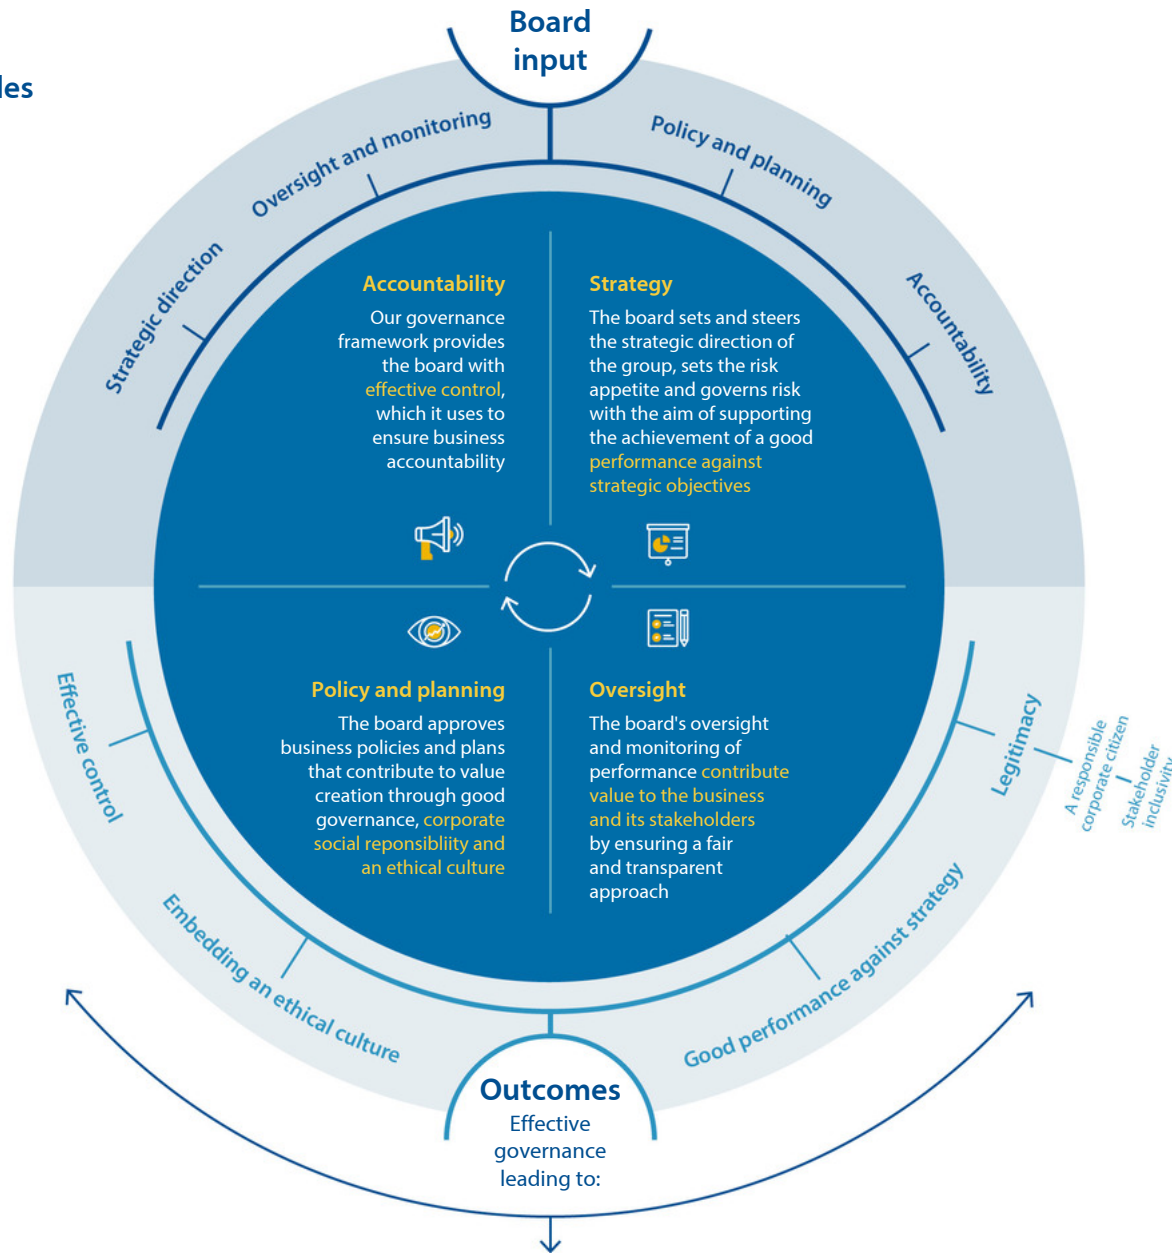 Board
input
les
Oversight and monitoring
Policy and planning
Strategic direction
Accountability
Accountability
Our governance
framework provides
the board with
effective control,
which it uses to
ensure business
accountability
Strategy
The board sets and steers
the strategic direction of
the group, sets the risk
appetite and governs risk
with the aim of supporting
the achievement of a good
performance against
strategic objectives
Policy and planning
The board approves
business policies and plans
that contribute to value
creation through good
governance, corporate
social reponsibliity and
an ethical culture
Oversight
The board's oversight
and monitoring of
performance contribute
value to the business
and its stakeholders
by ensuring a fair
and transparent
approach
Effective control
Embedding an ethical culture
Good performance against strategy
Legitimacy
A responsible
corporate citizen
Stakeholder
inclusivity
Outcomes
Effective
governance
leading to: